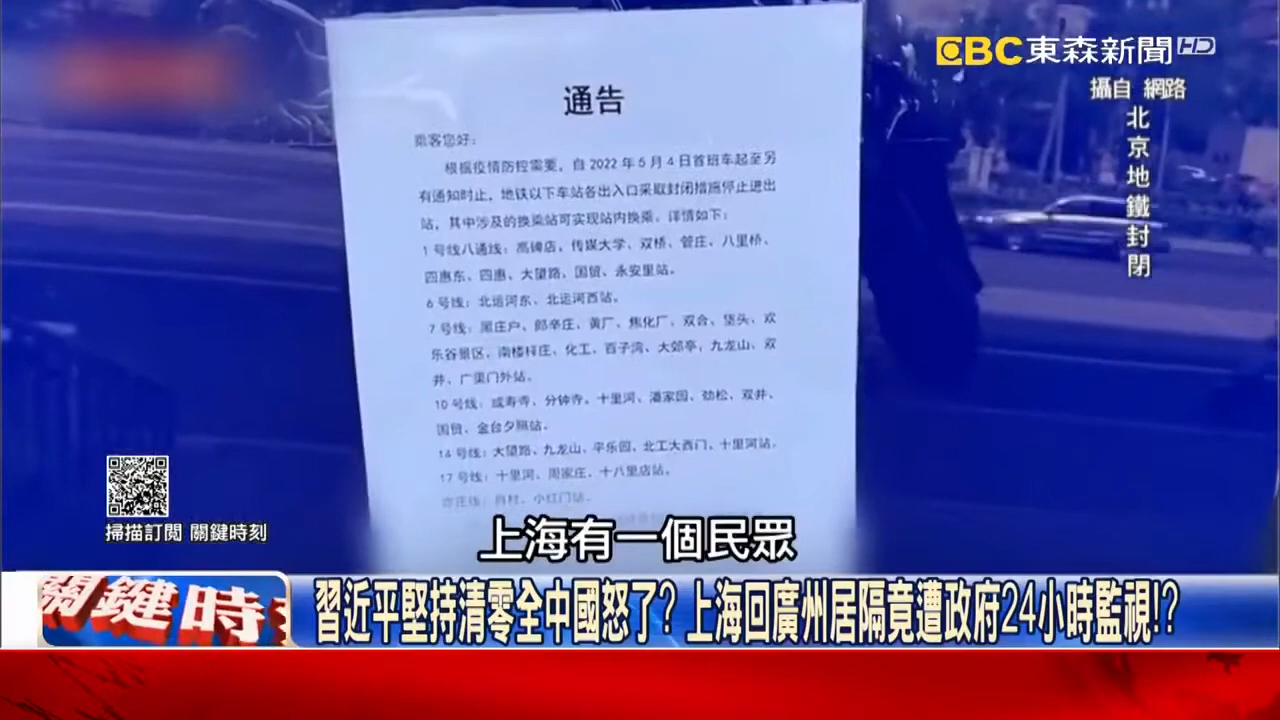 EBC 東森新聞 HD
攝自 網路
北京地鐵封閉
通告
乘客您好：
根据疫情防控需要，自 2022 年 5 月 4 日首班车起至另
有通知时止，地铁以下车站各出入口采取封闭措施停止进出
站，其中涉及的换乘站可实现站内换乘。详情如下：
1 号线八通线：高碑店、传媒大学、双桥、管庄、八里桥、
四惠东、四惠、大望路、国贸、永安里站。
6 号线：北运河东、北运河西站。
7 号线：黑庄户、郎辛庄、黄厂、焦化厂、双合、垡头、欢
乐谷景区、南楼梓庄、化工、百子湾、大郊亭、九龙山、双
井、广渠门外站。
10 号线：成寿寺、分钟寺、十里河、潘家园、劲松、双井、
国贸、金台夕照站。
14 号线：大望路、九龙山、平乐园、北工大西门、十里河站。
17 号线：十里河、周家庄、十八里店站。
亦庄线：肖村、小红门站。
掃描訂閱 關鍵時刻
上海有一個民眾
關鍵時
習近平堅持清零全中國怒了? 上海回廣州居隔竟遭政府24小時監視!?